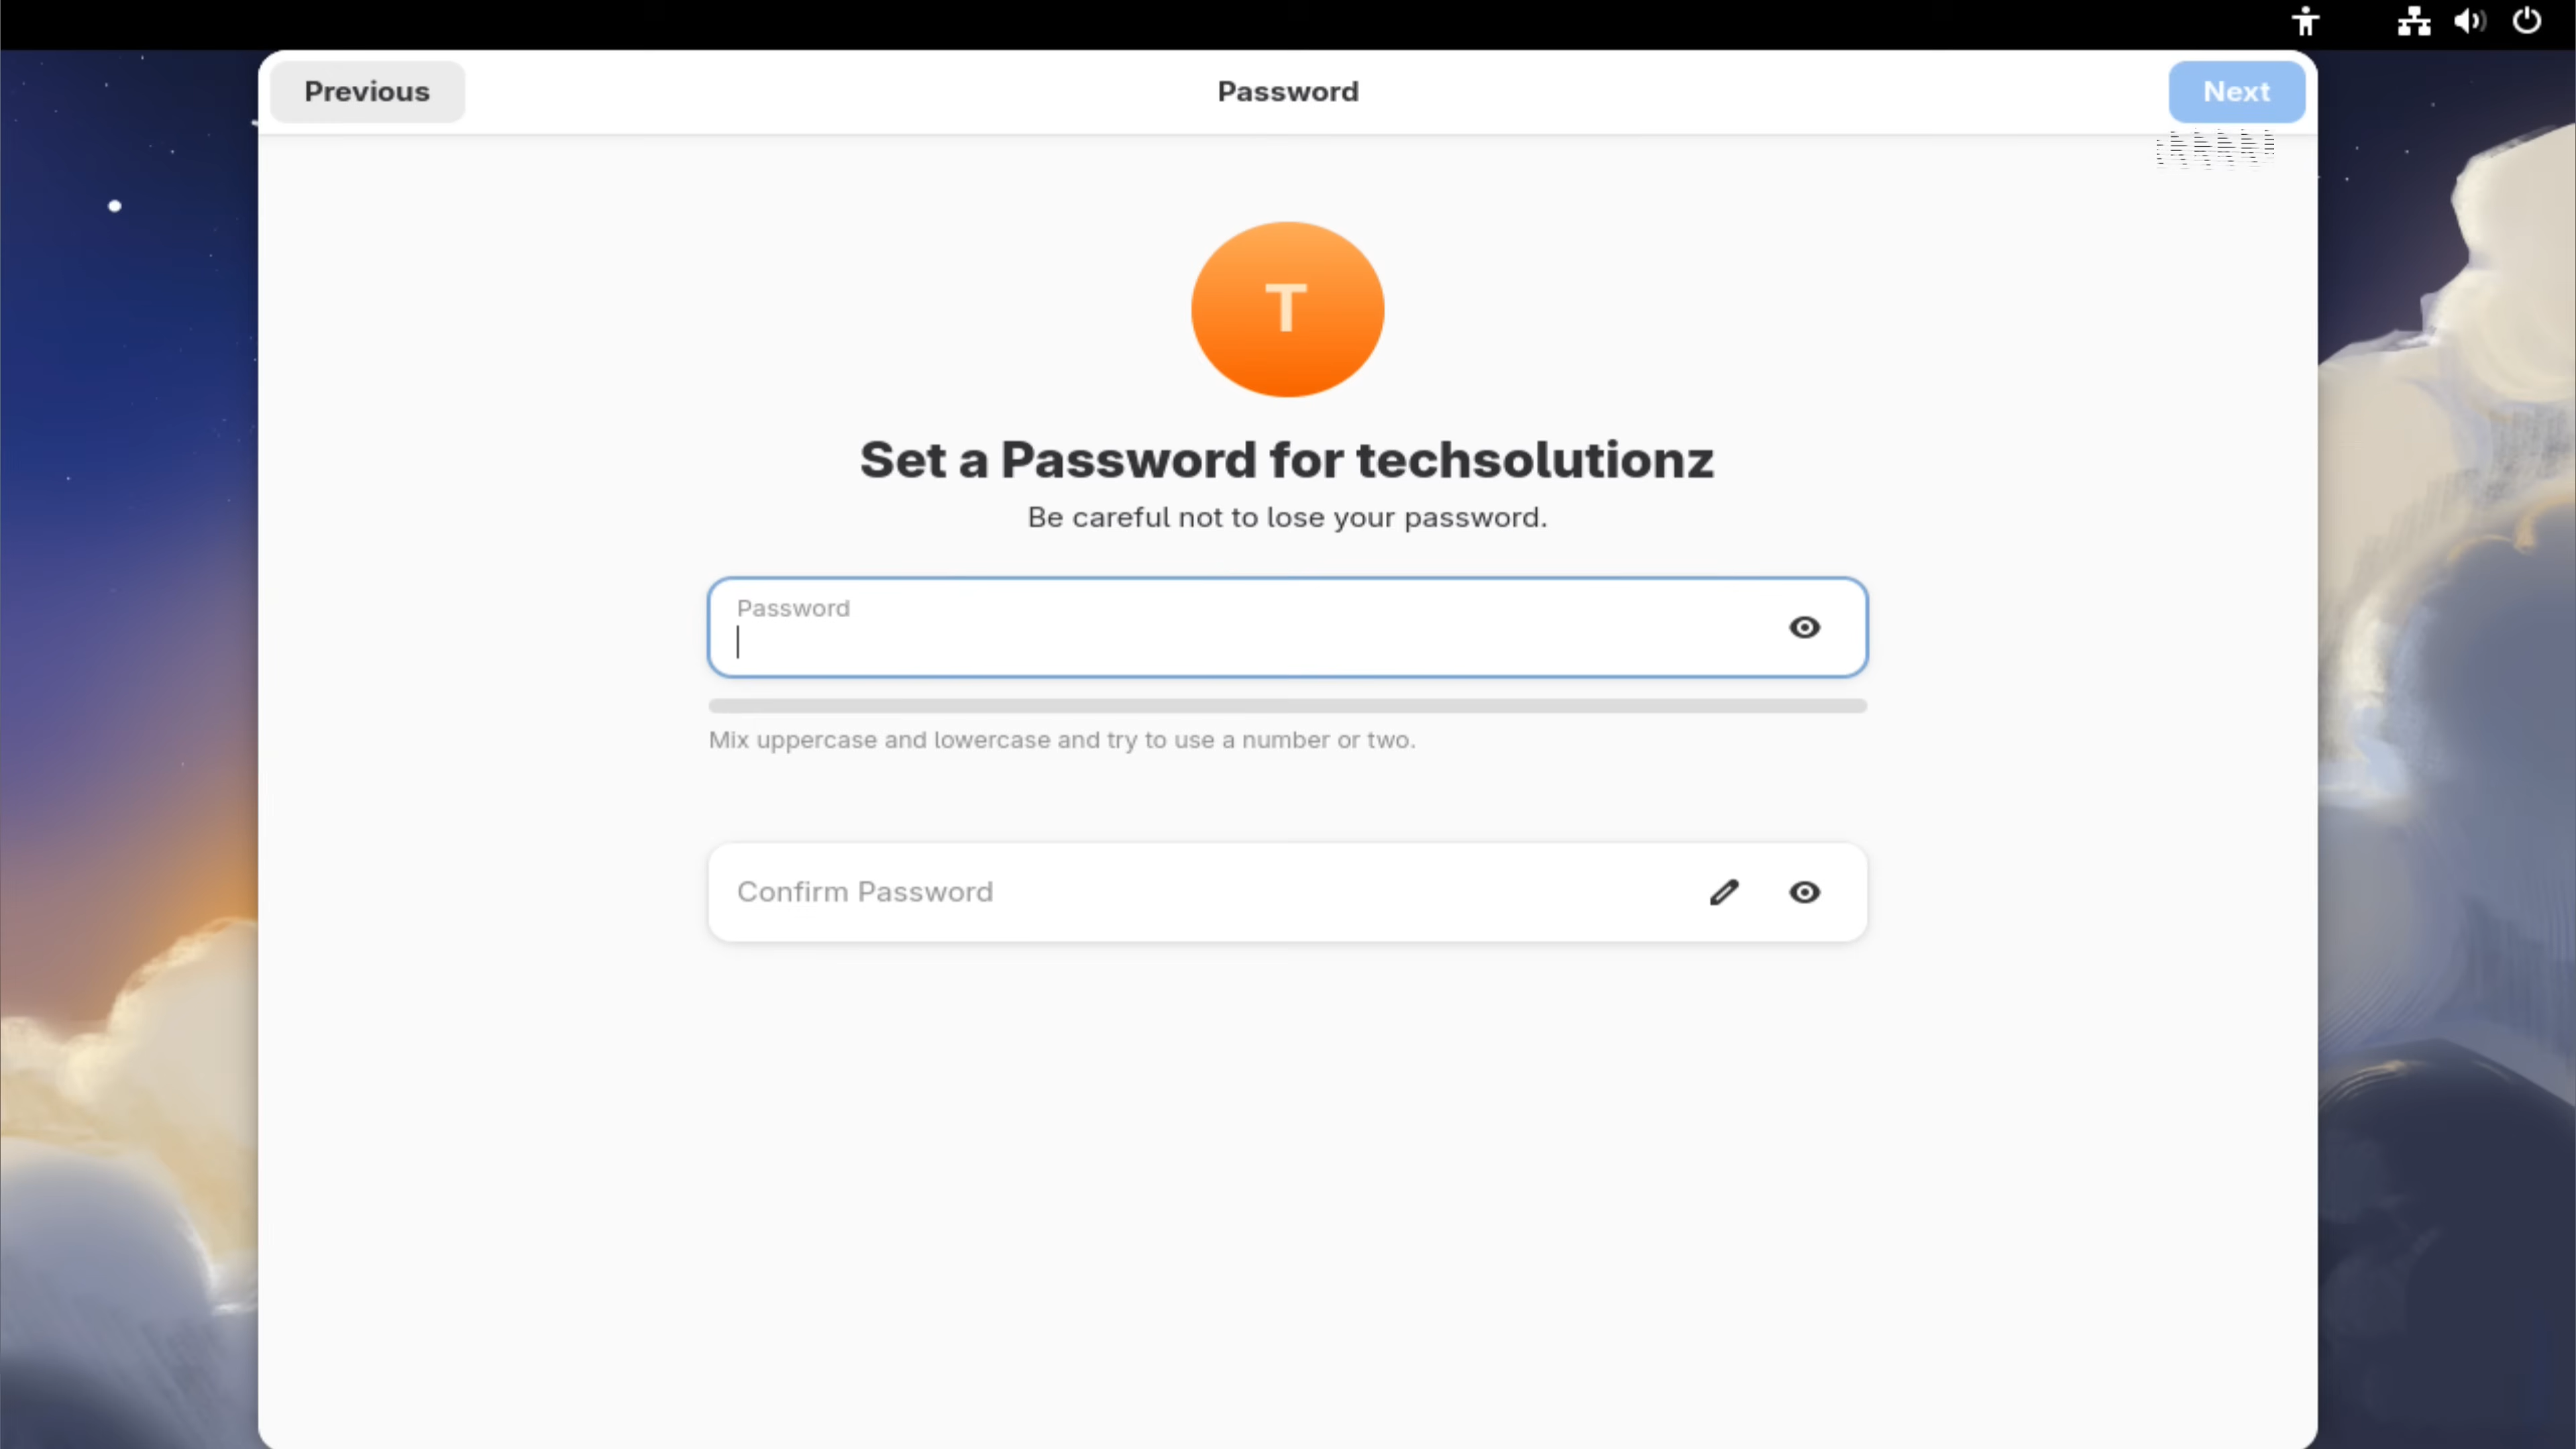 Previous
Password
Next
T
Set a Password for techsolutionz
Be careful not to lose your password.
Password
Mix uppercase and lowercase and try to use a number or two.
Confirm Password